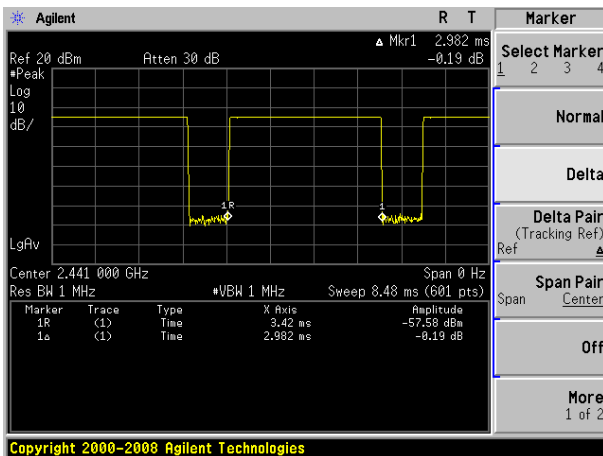 Agilent R T
Marker
Δ Mkr1 2.982 ms
Ref 20 dBm Atten 30 dB -0.19 dB
#Peak
Log
10
dB/
1R
1
LgAv
Center 2.441 000 GHz Span 0 Hz
Res BW 1 MHz #VBW 1 MHz Sweep 8.48 ms (601 pts)
Marker Trace Type X Axis Amplitude
1R (1) Time 3.42 ms -57.58 dBm
1Δ (1) Time 2.982 ms -0.19 dB
Copyright 2000-2008 Agilent Technologies
Select Marker
1 2 3 4
Normal
Delta
Delta Pair
(Tracking Ref)
Ref Δ
Span Pair
Span Center
Off
More
1 of 2